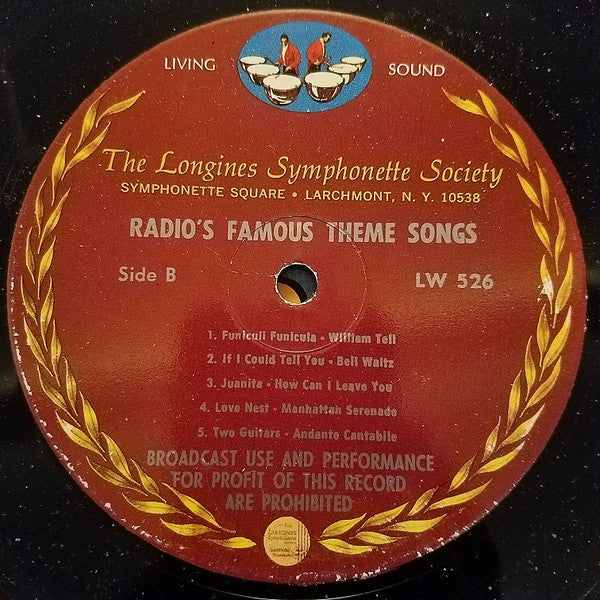 LIVING SOUND
The Longines Symphonette Society
SYMPHONETTE SQUARE • LARCHMONT, N. Y. 10538
RADIO'S FAMOUS THEME SONGS
Side B LW 526
1. Funiculi Funicula - William Tell
2. If I Could Tell You - Bell Waltz
3. Juanita - How Can I Leave You
4. Love Nest - Manhattan Serenade
5. Two Guitars - Andante Cantabile
BROADCAST USE AND PERFORMANCE
FOR PROFIT OF THIS RECORD
ARE PROHIBITED